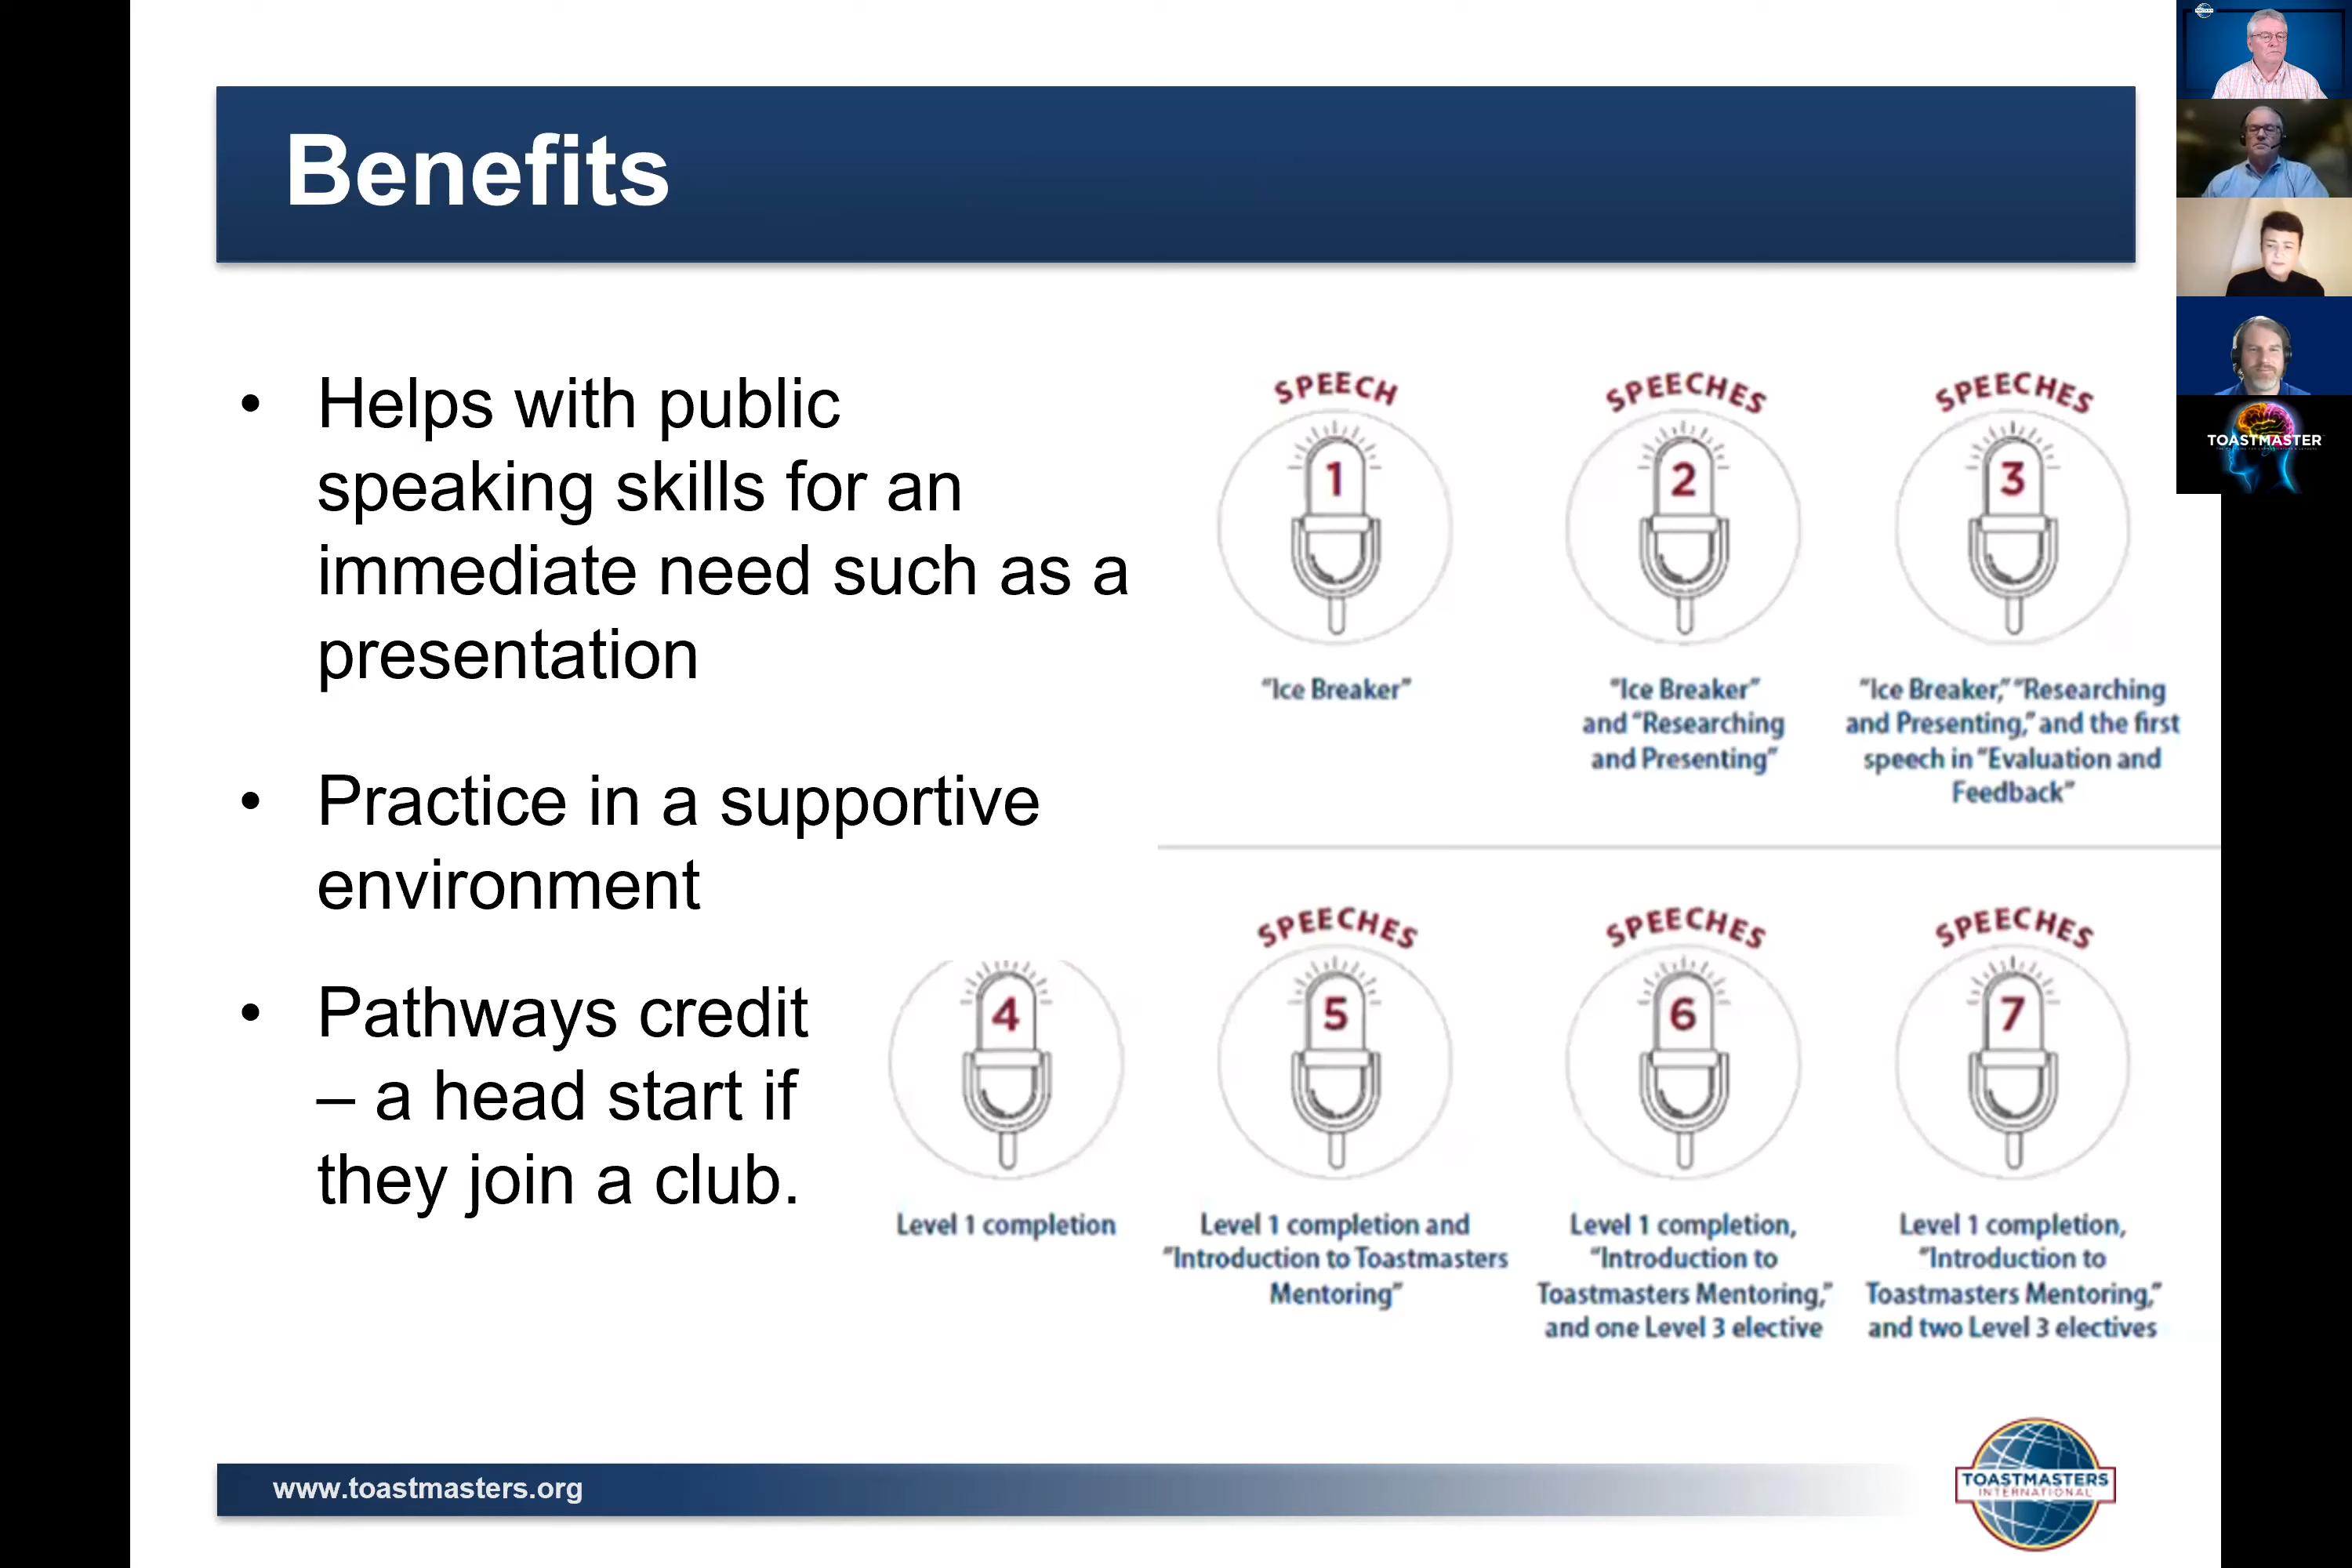 Benefits
• Helps with public
speaking skills for an
immediate need such as a
presentation
• Practice in a supportive
environment
• Pathways credit
– a head start if
they join a club.
SPEECH
1
"Ice Breaker"
SPEECHES
2
"Ice Breaker"
and "Researching
and Presenting"
SPEECHES
3
"Ice Breaker," "Researching
and Presenting," and the first
speech in "Evaluation and
Feedback"
4
Level 1 completion
SPEECHES
5
Level 1 completion and
"Introduction to Toastmasters
Mentoring"
SPEECHES
6
Level 1 completion,
"Introduction to
Toastmasters Mentoring,"
and one Level 3 elective
SPEECHES
7
Level 1 completion,
"Introduction to
Toastmasters Mentoring,"
and two Level 3 electives
www.toastmasters.org
TOASTMASTERS
INTERNATIONAL
TOASTMASTER